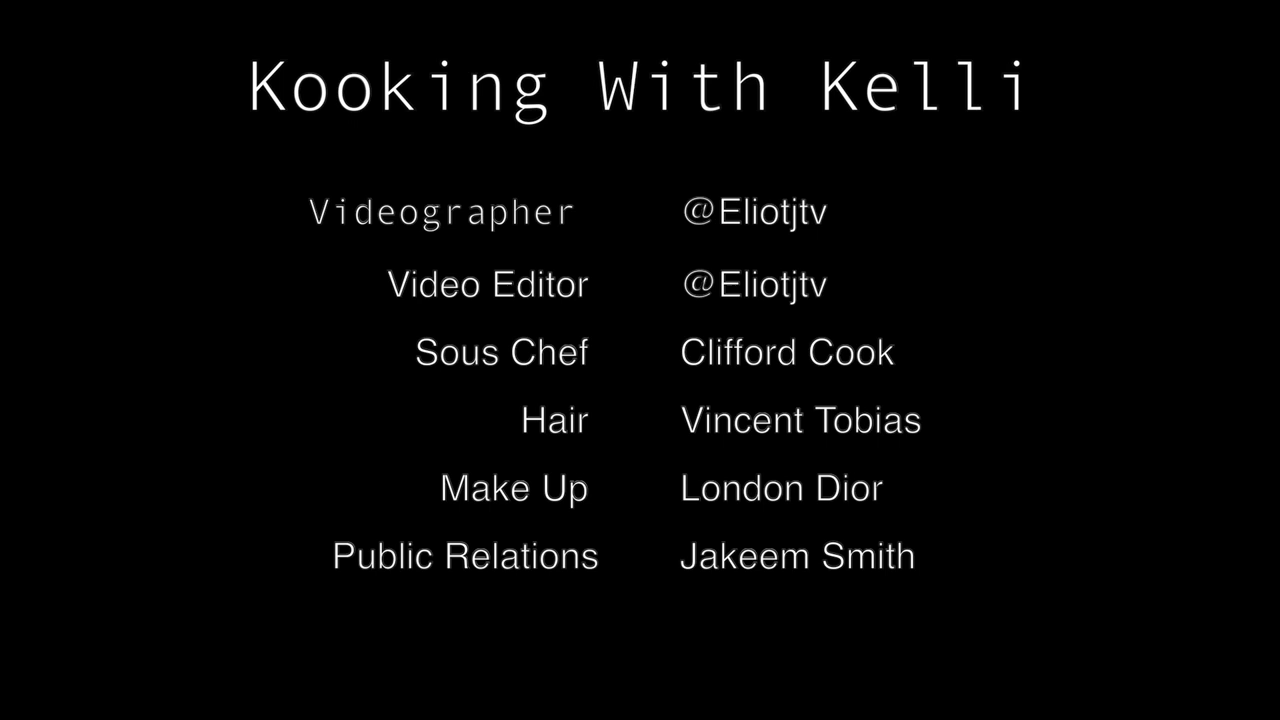 Kooking With Kelli
Videographer @Eliotjtv
Video Editor @Eliotjtv
Sous Chef Clifford Cook
Hair Vincent Tobias
Make Up London Dior
Public Relations Jakeem Smith